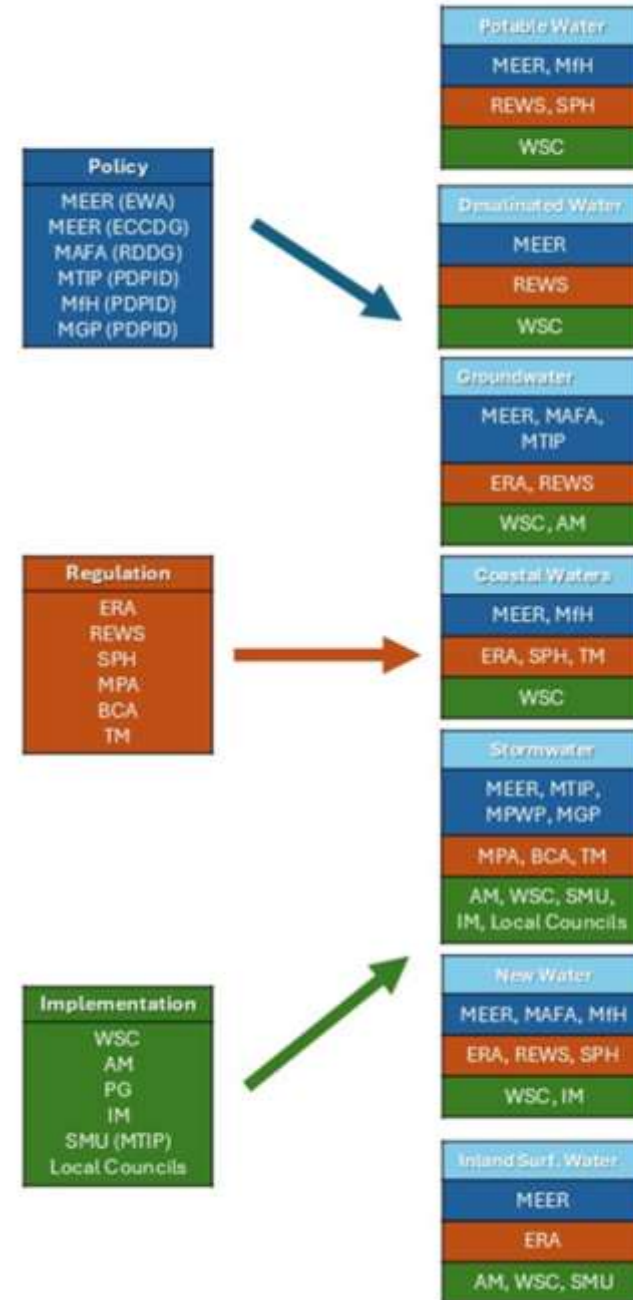 Policy
MEER (EWA)
MEER (ECCDG)
MAFA (RDDG)
MTIP (PDPID)
MfH (PDPID)
MGP (PDPID)
Regulation
ERA
REWS
SPH
MPA
BCA
TM
Implementation
WSC
AM
PG
IM
SMU (MTIP)
Local Councils
Potable Water
MEER, MfH
REWS, SPH
WSC
Desalinated Water
MEER
REWS
WSC
Groundwater
MEER, MAFA,
MTIP
ERA, REWS
WSC, AM
Coastal Waters
MEER, MfH
ERA, SPH, TM
WSC
Stormwater
MEER, MTIP,
MPWP, MGP
MPA, BCA, TM
AM, WSC, SMU,
IM, Local Councils
New Water
MEER, MAFA, MfH
ERA, REWS, SPH
WSC, IM
Inland Surf. Water
MEER
ERA
AM, WSC, SMU